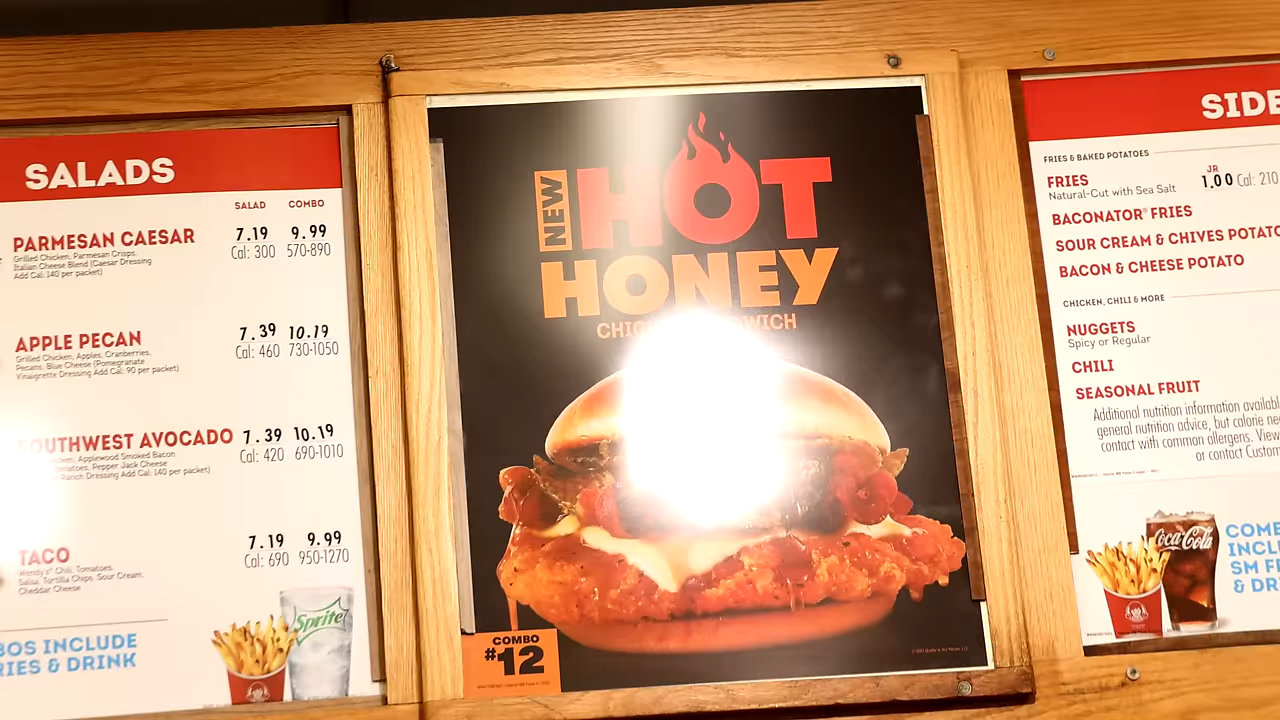 SALADS
SALAD COMBO
PARMESAN CAESAR 7.19 9.99
Grilled Chicken, Parmesan Crisps, Cal: 300 570-890
Italian Cheese Blend (Caesar Dressing
Add Cal: 140 per packet)
APPLE PECAN 7.39 10.19
Grilled Chicken, Apples, Cranberries, Cal: 460 730-1050
Pecans, Blue Cheese (Pomegranate
Vinaigrette Dressing Add Cal: 90 per packet)
SOUTHWEST AVOCADO 7.39 10.19
Applewood Smoked Bacon Cal: 420 690-1010
Pepper Jack Cheese
Ranch Dressing Add Cal: 140 per packet)
TACO 7.19 9.99
Wendy's Chili, Tomatoes, Cal: 690 950-1270
Salsa, Tortilla Chips, Sour Cream,
Cheddar Cheese
BOS INCLUDE
RIES & DRINK
Sprite
NEW
HOT
HONEY
COMBO
#12
SIDE
FRIES & BAKED POTATOES
FRIES JR 1.00 Cal: 210
Natural-Cut with Sea Salt
BACONATOR® FRIES
SOUR CREAM & CHIVES POTATO
BACON & CHEESE POTATO
CHICKEN, CHILI & MORE
NUGGETS
Spicy or Regular
CHILI
SEASONAL FRUIT
Additional nutrition information availabl
general nutrition advice, but calorie ne
contact with common allergens. View
or contact Custom
Coca-Cola
COMB
INCLU
SM FR
& DR